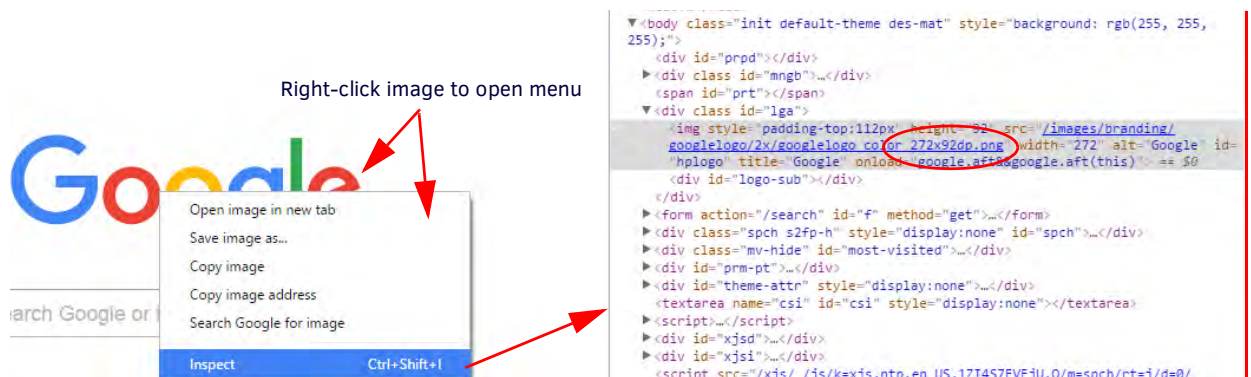 Right-click image to open menu
Google
Open image in new tab
Save image as...
Copy image
Copy image address
Search Google for image
Inspect Ctrl+Shift+I
earch Google or
▼<body class="init default-theme des-mat" style="background: rgb(255, 255,
255);">
<div id="prpd"></div>
▶<div class id="mngb">…</div>
<span id="prt"></span>
▼<div class id="lga">
<img style="padding-top:112px" height="92" src="/images/branding/
googlelogo/2x/googlelogo_color_272x92dp.png" width="272" alt="Google" id=
"hplogo" title="Google" onload="google.aft&&google.aft(this)"> == $0
<div id="logo-sub"></div>
</div>
▶<form action="/search" id="f" method="get">…</form>
▶<div class="spch s2fp-h" style="display:none" id="spch">…</div>
▶<div class="mv-hide" id="most-visited">…</div>
▶<div id="prm-pt">…</div>
▶<div id="theme-attr" style="display:none">…</div>
<textarea name="csi" id="csi" style="display:none"></textarea>
▶<script>…</script>
▶<div id="xjsd">…</div>
▶<div id="xjsi">…</div>
<script src="/xjs/_/js/k=xjs.ntp.en_US.